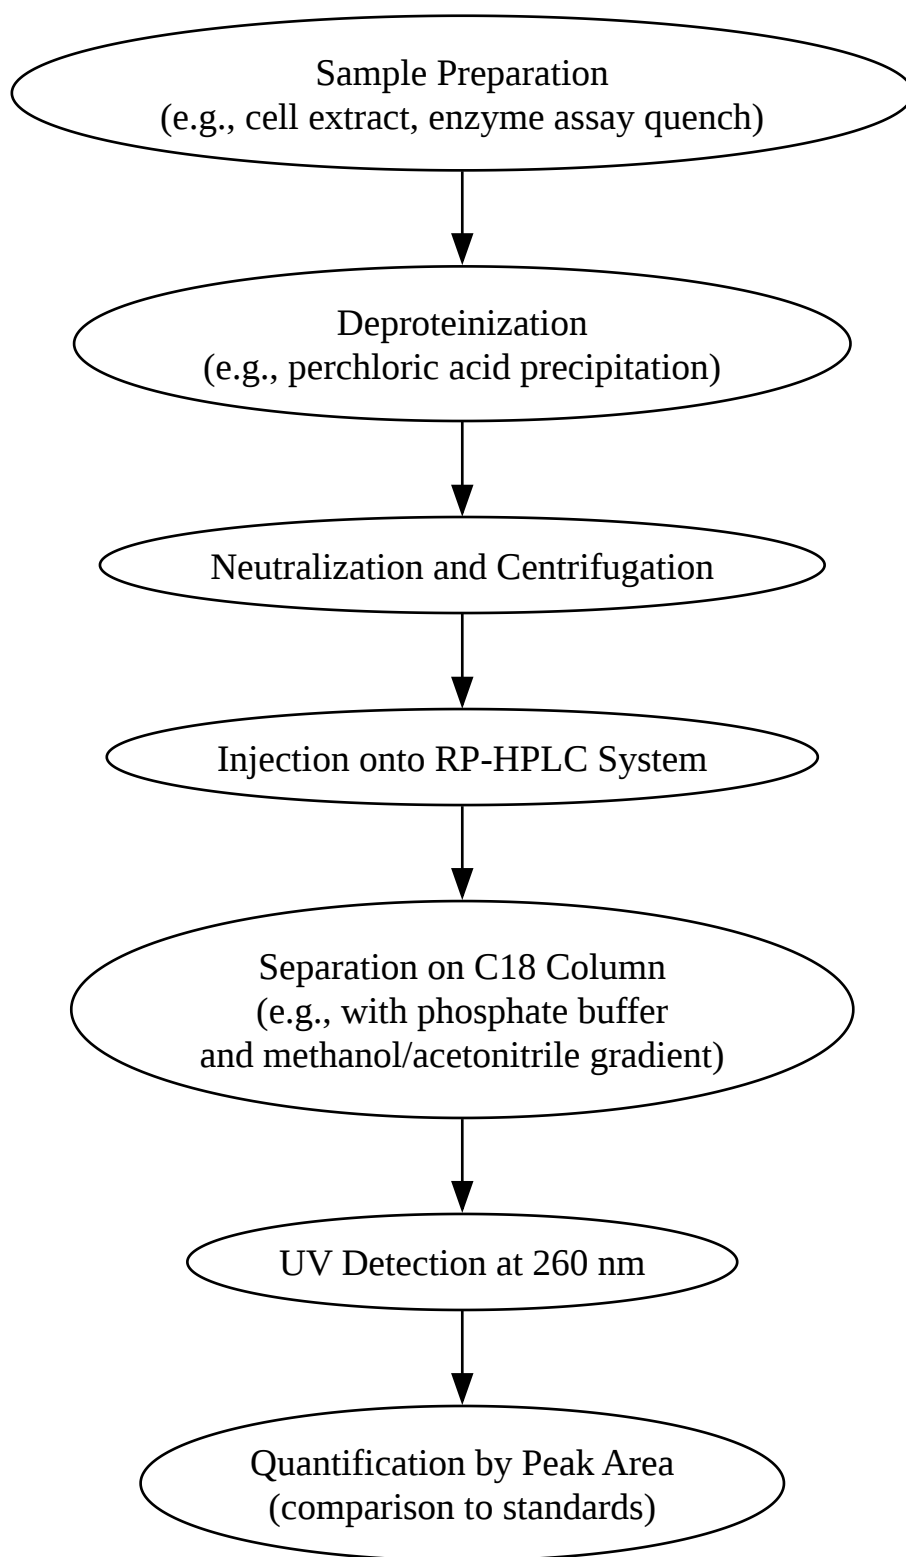 Sample Preparation
(e.g., cell extract, enzyme assay quench)
Deproteinization
(e.g., perchloric acid precipitation)
Neutralization and Centrifugation
Injection onto RP-HPLC System
Separation on C18 Column
(e.g., with phosphate buffer
and methanol/acetonitrile gradient)
UV Detection at 260 nm
Quantification by Peak Area
(comparison to standards)